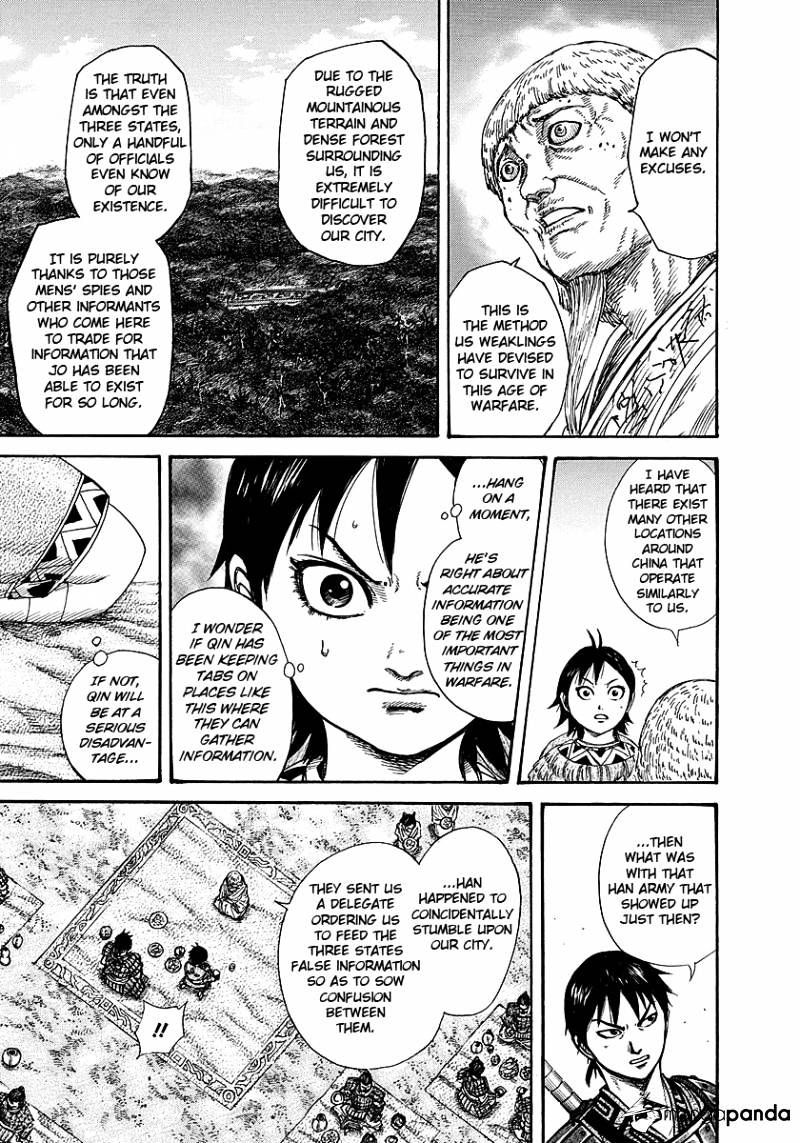 I WON'T
MAKE ANY
EXCUSES.
THIS IS
THE METHOD
US WEAKLINGS
HAVE DEVISED
TO SURVIVE IN
THIS AGE OF
WARFARE.
DUE TO THE
RUGGED
MOUNTAINOUS
TERRAIN AND
DENSE FOREST
SURROUNDING
US, IT IS
EXTREMELY
DIFFICULT TO
DISCOVER
OUR CITY.
THE TRUTH
IS THAT EVEN
AMONGST THE
THREE STATES,
ONLY A HANDFUL
OF OFFICIALS
EVEN KNOW
OF OUR
EXISTENCE.
IT IS PURELY
THANKS TO THOSE
MENS' SPIES AND
OTHER INFORMANTS
WHO COME HERE
TO TRADE FOR
INFORMATION THAT
JO HAS BEEN
ABLE TO EXIST
FOR SO LONG.
I HAVE
HEARD THAT
THERE EXIST
MANY OTHER
LOCATIONS
AROUND
CHINA THAT
OPERATE
SIMILARLY
TO US.
...HANG
ON A
MOMENT,
HE'S
RIGHT ABOUT
ACCURATE
INFORMATION
BEING ONE
OF THE MOST
IMPORTANT
THINGS IN
WARFARE.
I WONDER
IF QIN HAS
BEEN KEEPING
TABS ON
PLACES LIKE
THIS WHERE
THEY CAN
GATHER
INFORMATION.
IF NOT,
QIN WILL
BE AT A
SERIOUS
DISADVAN-
TAGE...
...THEN
WHAT WAS
WITH THAT
HAN ARMY THAT
SHOWED UP
JUST THEN?
...HAN
HAPPENED TO
COINCIDENTALLY
STUMBLE UPON
OUR CITY.
THEY SENT US
A DELEGATE
ORDERING US
TO FEED THE
THREE STATES
FALSE INFORMATION
SO AS TO SOW
CONFUSION
BETWEEN
THEM.
!!